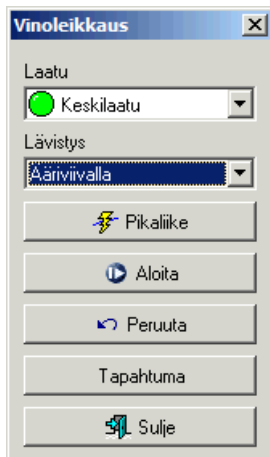 Vinoleikkaus
Laatu
Keskilaatu
Lävistys
Ääriviivalla
Pikaliike
Aloita
Peruuta
Tapahtuma
Sulje